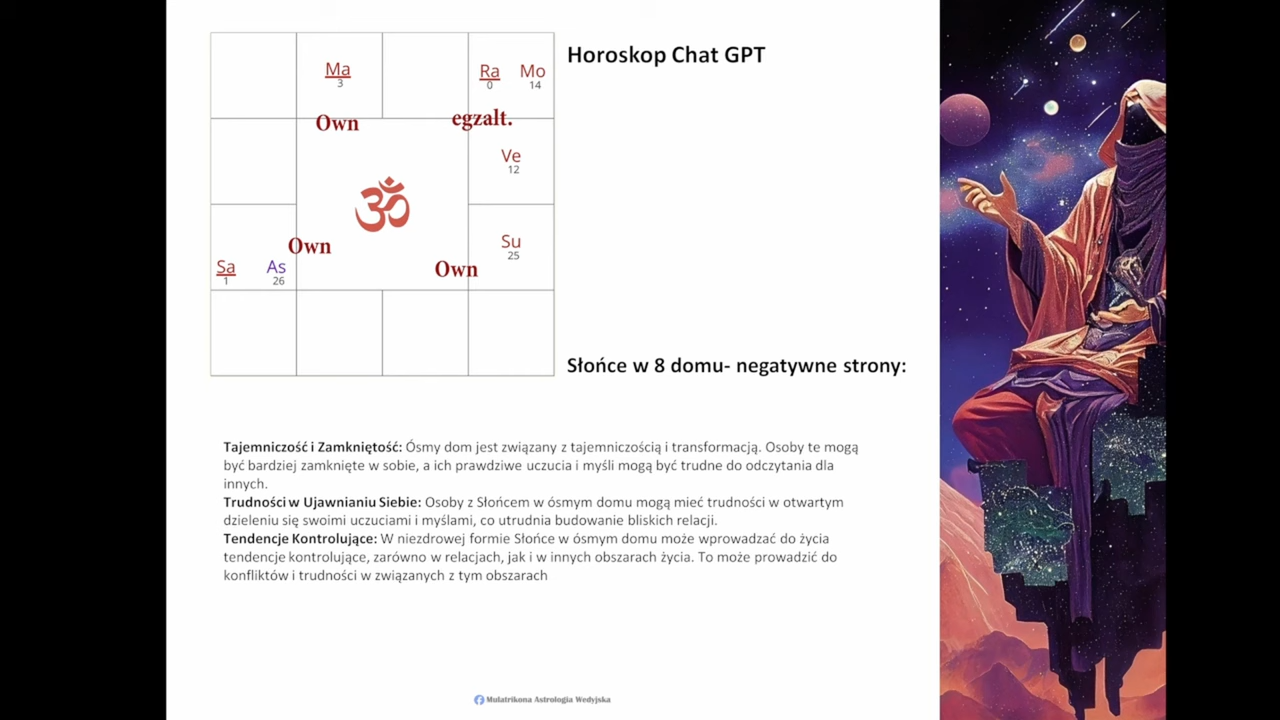 Horoskop Chat GPT
Ma
3
Ra Mo
0 14
Own
egzalt.
Ve
12
ॐ
Su
25
Own
Own
Sa As
1 26
Słońce w 8 domu- negatywne strony:
Tajemniczość i Zamkniętość: Ósmy dom jest związany z tajemniczością i transformacją. Osoby te mogą
być bardziej zamknięte w sobie, a ich prawdziwe uczucia i myśli mogą być trudne do odczytania dla
innych.
Trudności w Ujawnianiu Siebie: Osoby z Słońcem w ósmym domu mogą mieć trudności w otwartym
dzieleniu się swoimi uczuciami i myślami, co utrudnia budowanie bliskich relacji.
Tendencje Kontrolujące: W niezdrowej formie Słońce w ósmym domu może wprowadzać do życia
tendencje kontrolujące, zarówno w relacjach, jak i w innych obszarach życia. To może prowadzić do
konfliktów i trudności w związanych z tym obszarach
Mulatrikona Astrologia Wedyjska